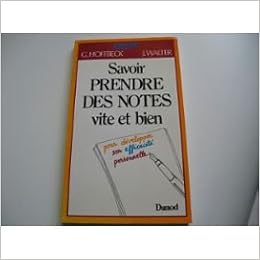 G. HOFFBECK J. WALTER
Savoir
PRENDRE
DES NOTES
vite et bien
pour développer
son efficacité
personnelle
Dunod